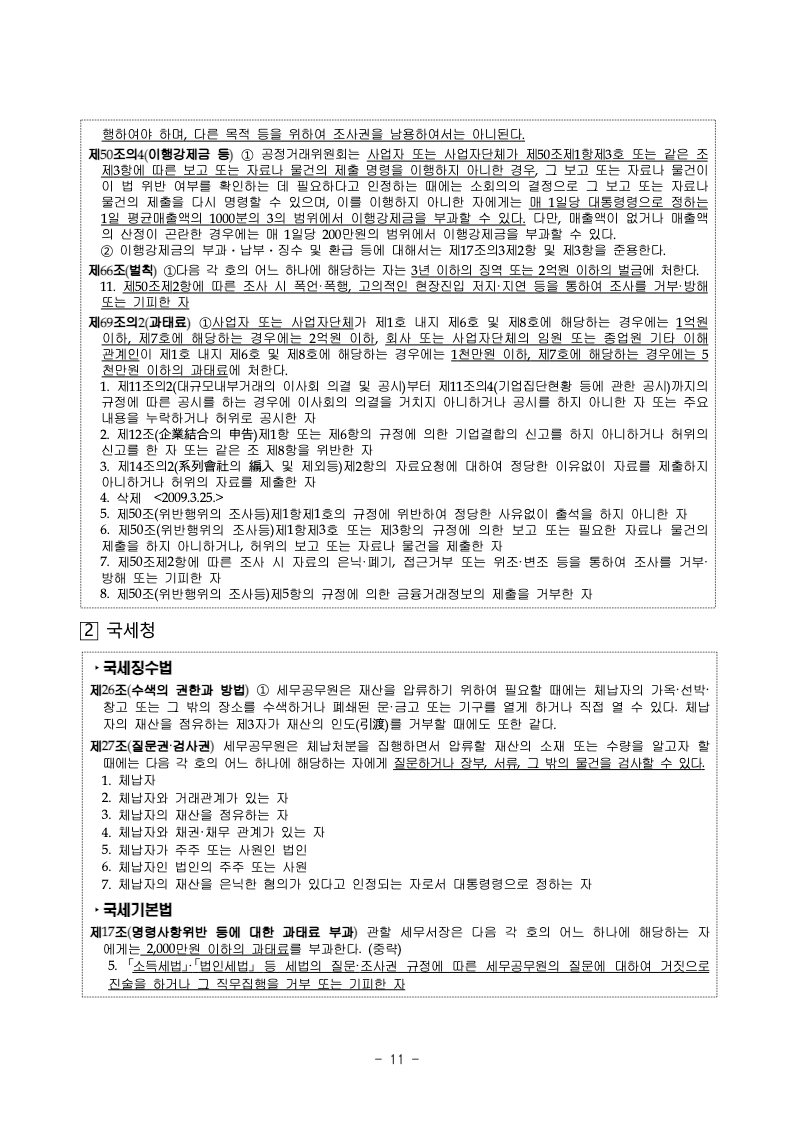 행하여야 하며, 다른 목적 등을 위하여 조사권을 남용하여서는 아니된다.
제50조의4(이행강제금 등) ① 공정거래위원회는 사업자 또는 사업자단체가 제50조제1항제3호 또는 같은 조
제3항에 따른 보고 또는 자료나 물건의 제출 명령을 이행하지 아니한 경우, 그 보고 또는 자료나 물건이
이 법 위반 여부를 확인하는 데 필요하다고 인정하는 때에는 소회의의 결정으로 그 보고 또는 자료나
물건의 제출을 다시 명령할 수 있으며, 이를 이행하지 아니한 자에게는 매 1일당 대통령령으로 정하는
1일 평균매출액의 1000분의 3의 범위에서 이행강제금을 부과할 수 있다. 다만, 매출액이 없거나 매출액
의 산정이 곤란한 경우에는 매 1일당 200만원의 범위에서 이행강제금을 부과할 수 있다.
② 이행강제금의 부과·납부·징수 및 환급 등에 대해서는 제17조의3제2항 및 제3항을 준용한다.
제66조(벌칙) ①다음 각 호의 어느 하나에 해당하는 자는 3년 이하의 징역 또는 2억원 이하의 벌금에 처한다.
11. 제50조제2항에 따른 조사 시 폭언·폭행, 고의적인 현장진입 저지·지연 등을 통하여 조사를 거부·방해
또는 기피한 자
제69조의2(과태료) ①사업자 또는 사업자단체가 제1호 내지 제6호 및 제8호에 해당하는 경우에는 1억원
이하, 제7호에 해당하는 경우에는 2억원 이하, 회사 또는 사업자단체의 임원 또는 종업원 기타 이해
관계인이 제1호 내지 제6호 및 제8호에 해당하는 경우에는 1천만원 이하, 제7호에 해당하는 경우에는 5
천만원 이하의 과태료에 처한다.
1. 제11조의2(대규모내부거래의 이사회 의결 및 공시)부터 제11조의4(기업집단현황 등에 관한 공시)까지의
규정에 따른 공시를 하는 경우에 이사회의 의결을 거치지 아니하거나 공시를 하지 아니한 자 또는 주요
내용을 누락하거나 허위로 공시한 자
2. 제12조(企業結合의 申告)제1항 또는 제6항의 규정에 의한 기업결합의 신고를 하지 아니하거나 허위의
신고를 한 자 또는 같은 조 제8항을 위반한 자
3. 제14조의2(系列會社의 編入 및 제외등)제2항의 자료요청에 대하여 정당한 이유없이 자료를 제출하지
아니하거나 허위의 자료를 제출한 자
4. 삭제 <2009.3.25.>
5. 제50조(위반행위의 조사등)제1항제1호의 규정에 위반하여 정당한 사유없이 출석을 하지 아니한 자
6. 제50조(위반행위의 조사등)제1항제3호 또는 제3항의 규정에 의한 보고 또는 필요한 자료나 물건의
제출을 하지 아니하거나, 허위의 보고 또는 자료나 물건을 제출한 자
7. 제50조제2항에 따른 조사 시 자료의 은닉·폐기, 접근거부 또는 위조·변조 등을 통하여 조사를 거부·
방해 또는 기피한 자
8. 제50조(위반행위의 조사등)제5항의 규정에 의한 금융거래정보의 제출을 거부한 자
2 국세청
‣국세징수법
제26조(수색의 권한과 방법) ① 세무공무원은 재산을 압류하기 위하여 필요할 때에는 체납자의 가옥·선박·
창고 또는 그 밖의 장소를 수색하거나 폐쇄된 문·금고 또는 기구를 열게 하거나 직접 열 수 있다. 체납
자의 재산을 점유하는 제3자가 재산의 인도(引渡)를 거부할 때에도 또한 같다.
제27조(질문권·검사권) 세무공무원은 체납처분을 집행하면서 압류할 재산의 소재 또는 수량을 알고자 할
때에는 다음 각 호의 어느 하나에 해당하는 자에게 질문하거나 장부, 서류, 그 밖의 물건을 검사할 수 있다.
1. 체납자
2. 체납자와 거래관계가 있는 자
3. 체납자의 재산을 점유하는 자
4. 체납자와 채권·채무 관계가 있는 자
5. 체납자가 주주 또는 사원인 법인
6. 체납자인 법인의 주주 또는 사원
7. 체납자의 재산을 은닉한 혐의가 있다고 인정되는 자로서 대통령령으로 정하는 자
‣국세기본법
제17조(명령사항위반 등에 대한 과태료 부과) 관할 세무서장은 다음 각 호의 어느 하나에 해당하는 자
에게는 2,000만원 이하의 과태료를 부과한다. (중략)
5. 「소득세법」·「법인세법」 등 세법의 질문·조사권 규정에 따른 세무공무원의 질문에 대하여 거짓으로
진술을 하거나 그 직무집행을 거부 또는 기피한 자
- 11 -